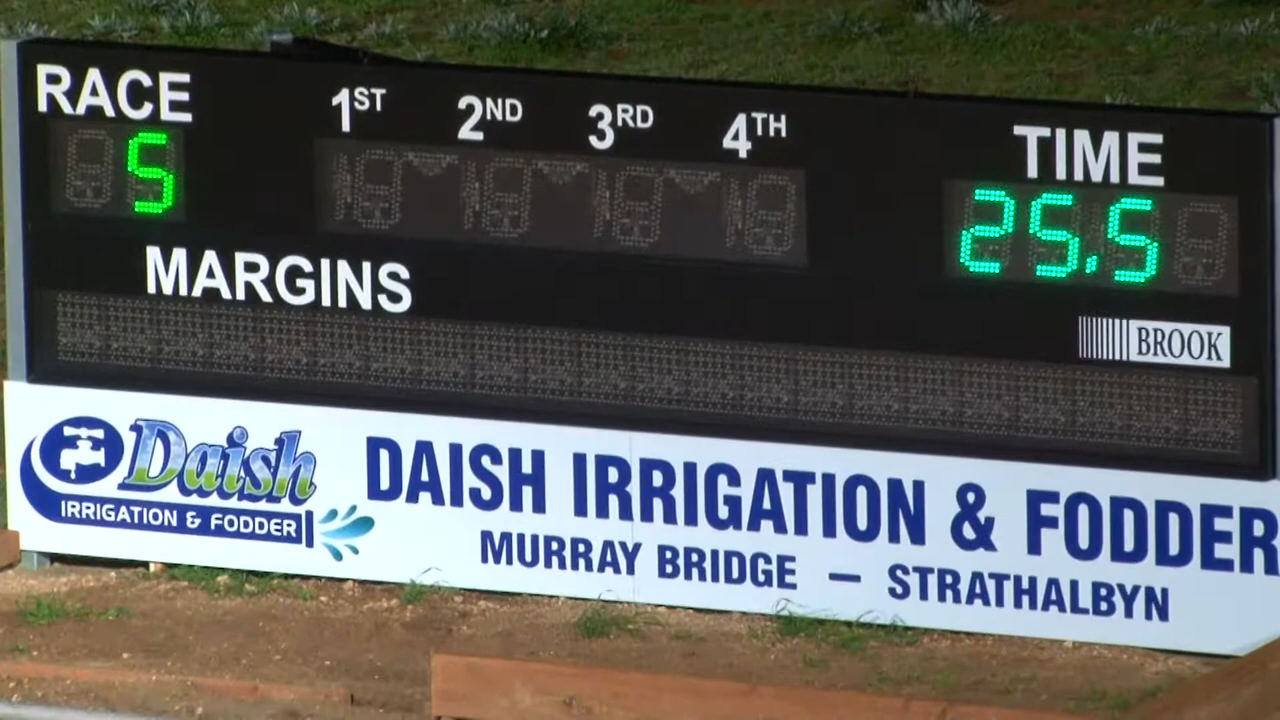 RACE 1ST 2ND 3RD 4TH TIME
5 25.5
MARGINS
BROOK
Daish
IRRIGATION & FODDER
DAISH IRRIGATION & FODDER
MURRAY BRIDGE — STRATHALBYN